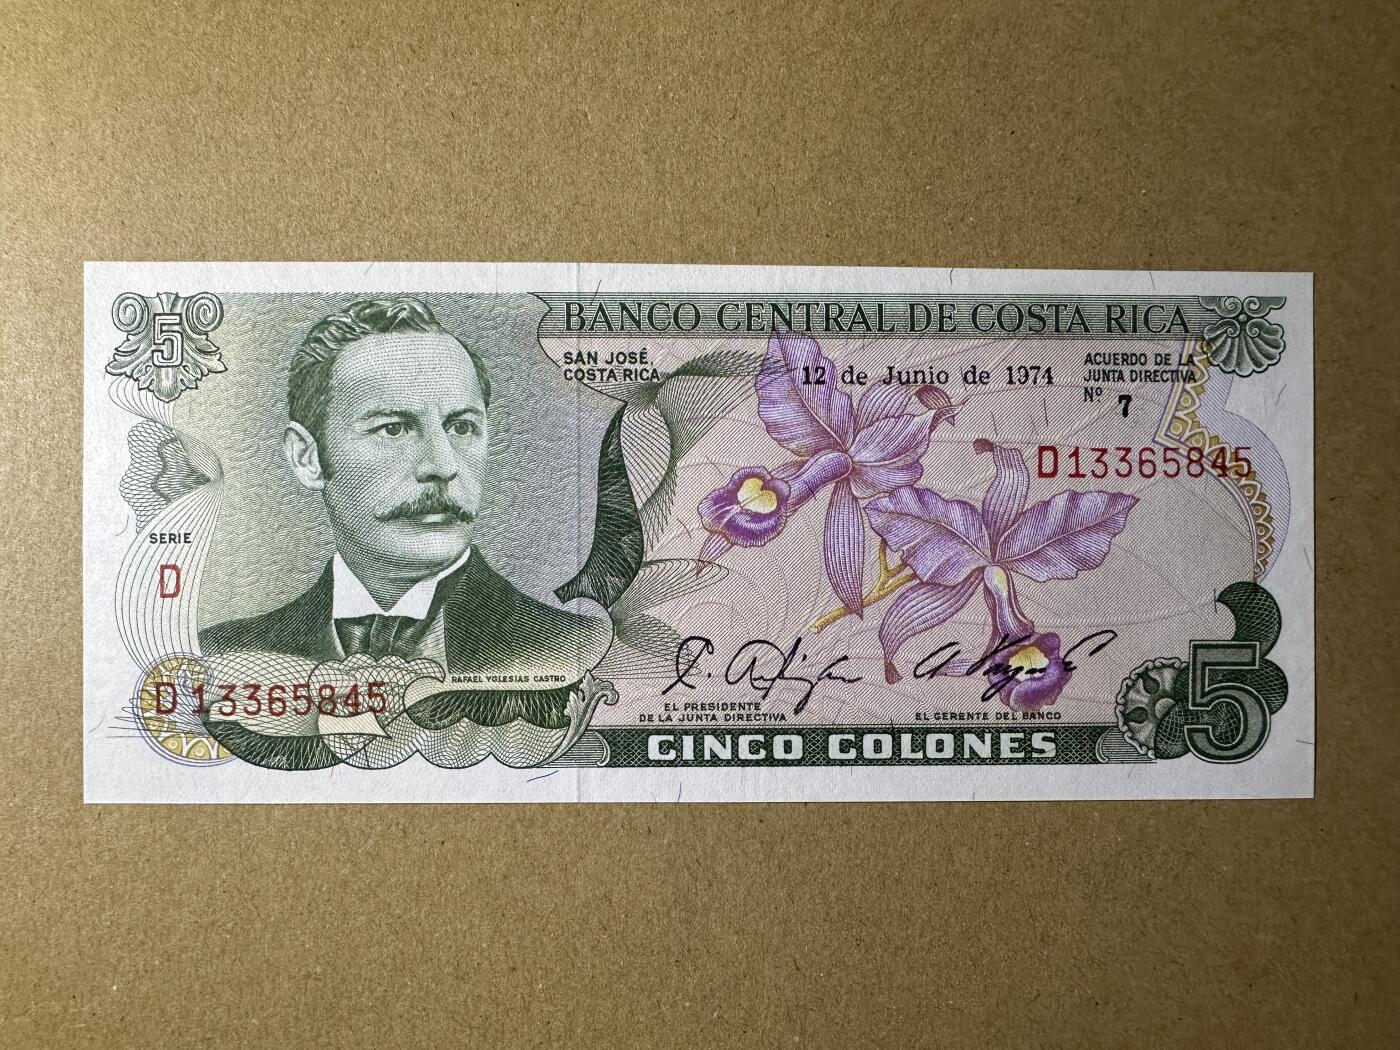 5
BANCO CENTRAL DE COSTA RICA
SAN JOSÉ,
COSTA RICA
12 de Junio de 1974
ACUERDO DE LA
JUNTA DIRECTIVA
Nº 7
D13365845
SERIE
D
D13365845
RAFAEL YGLESIAS CASTRO
EL PRESIDENTE
DE LA JUNTA DIRECTIVA
EL GERENTE DEL BANCO
CINCO COLONES
5